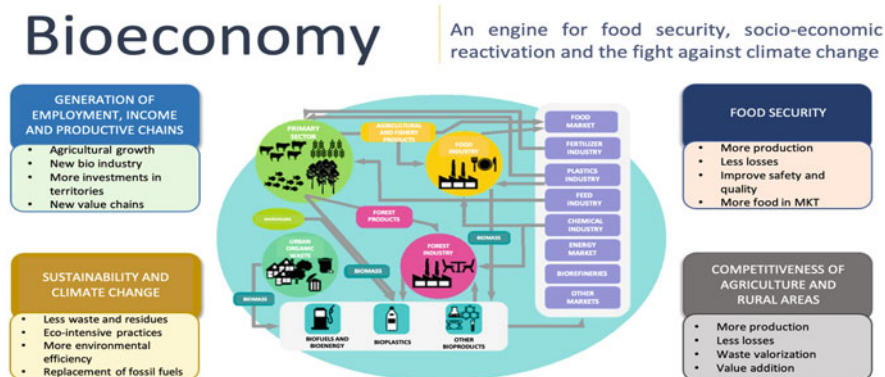 Bioeconomy
An engine for food security, socio-economic
reactivation and the fight against climate change
GENERATION OF
EMPLOYMENT, INCOME
AND PRODUCTIVE CHAINS
• Agricultural growth
• New bio industry
• More investments in
territories
• New value chains
SUSTAINABILITY AND
CLIMATE CHANGE
• Less waste and residues
• Eco-intensive practices
• More environmental
efficiency
• Replacement of fossil fuels
PRIMARY
SECTOR
AGRICULTURAL
AND FISHERY
PRODUCTS
FOOD
INDUSTRY
FOREST
PRODUCTS
URBAN
ORGANIC
WASTE
FOREST
INDUSTRY
BIOMASS
BIOMASS
BIOMASS
BIOFUELS AND
BIOENERGY
BIOPLASTICS
OTHER
BIOPRODUCTS
FOOD
MARKET
FERTILIZER
INDUSTRY
PLASTICS
INDUSTRY
FEED
INDUSTRY
CHEMICAL
INDUSTRY
ENERGY
MARKET
BIOREFINERIES
OTHER
MARKETS
FOOD SECURITY
• More production
• Less losses
• Improve safety and
quality
• More food in MKT
COMPETITIVENESS OF
AGRICULTURE AND
RURAL AREAS
• More production
• Less losses
• Waste valorization
• Value addition